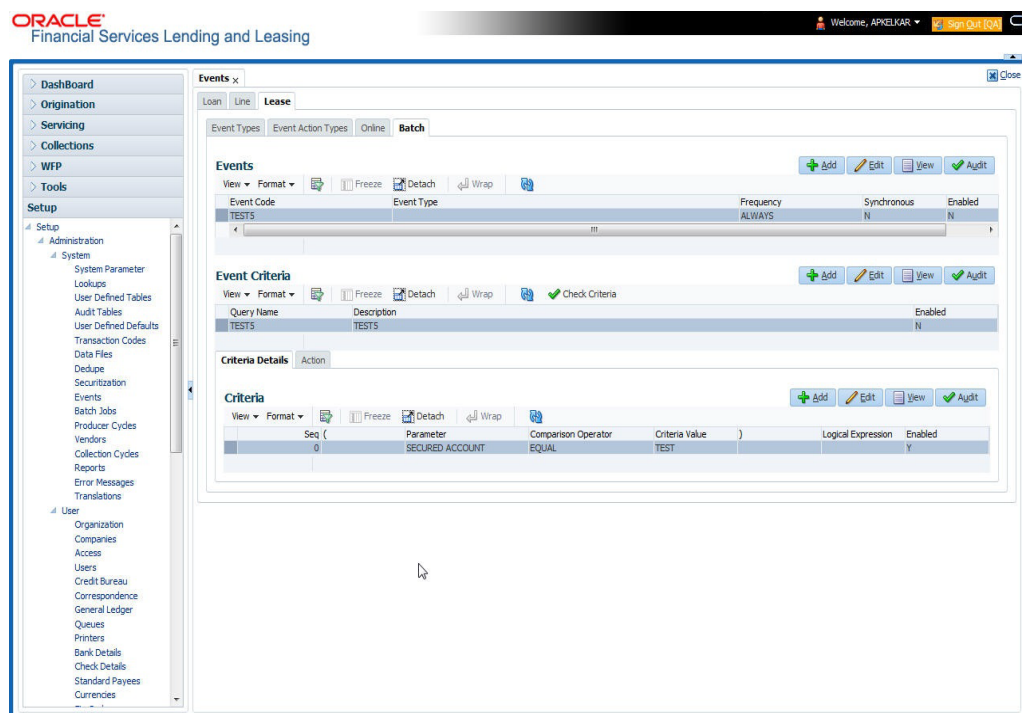 ORACLE
Financial Services Lending and Leasing
Welcome, APKELKAR
Sign Out [QA]
DashBoard
Origination
Servicing
Collections
WFP
Tools
Setup
Setup
Administration
System
System Parameter
Lookups
User Defined Tables
Audit Tables
User Defined Defaults
Transaction Codes
Data Files
Dedupe
Securitization
Events
Batch Jobs
Producer Cycles
Vendors
Collection Cycles
Reports
Error Messages
Translations
User
Organization
Companies
Access
Users
Credit Bureau
Correspondence
General Ledger
Queues
Printers
Bank Details
Check Details
Standard Payees
Currencies
Events x
Close
Loan Line Lease
Event Types Event Action Types Online Batch
Events
Add Edit View Audit
View Format Freeze Detach Wrap
Event Code Event Type Frequency Synchronous Enabled
TEST5 ALWAYS N N
Event Criteria
Add Edit View Audit
View Format Freeze Detach Wrap Check Criteria
Query Name Description Enabled
TEST5 TEST5 N
Criteria Details Action
Criteria
Add Edit View Audit
View Format Freeze Detach Wrap
Seq ( Parameter Comparison Operator Criteria Value ) Logical Expression Enabled
0 SECURED ACCOUNT EQUAL TEST Y